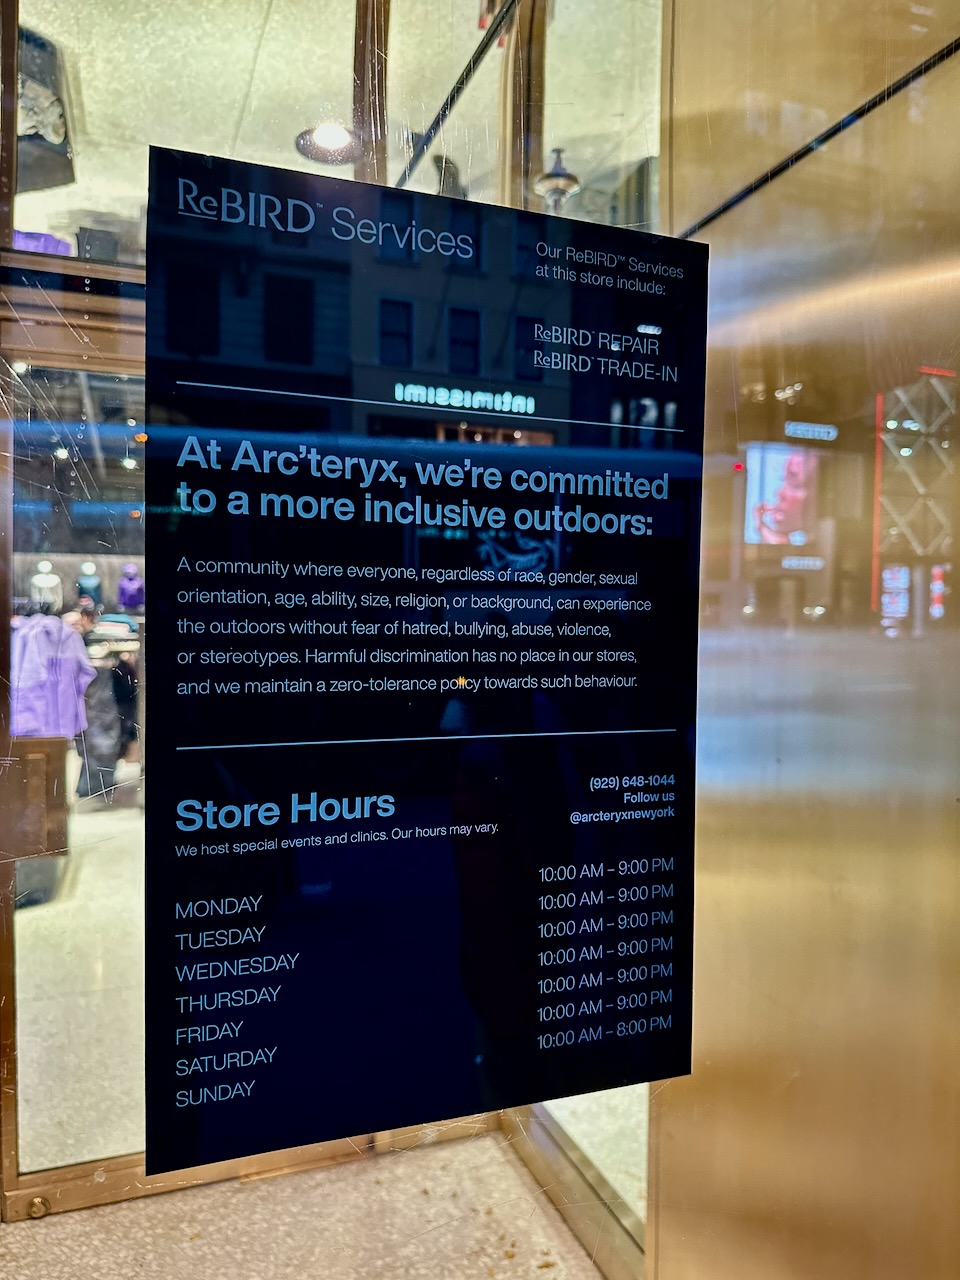 ReBIRD™ Services
Our ReBIRD™ Services
at this store include:
ReBIRD™ REPAIR
ReBIRD™ TRADE-IN
intimissimi
At Arc'teryx, we're committed
to a more inclusive outdoors:
A community where everyone, regardless of race, gender, sexual
orientation, age, ability, size, religion, or background, can experience
the outdoors without fear of hatred, bullying, abuse, violence,
or stereotypes. Harmful discrimination has no place in our stores,
and we maintain a zero-tolerance policy towards such behaviour.
(929) 648-1044
Follow us
@arcteryxnewyork
Store Hours
We host special events and clinics. Our hours may vary.
MONDAY 10:00 AM – 9:00 PM
TUESDAY 10:00 AM – 9:00 PM
WEDNESDAY 10:00 AM – 9:00 PM
THURSDAY 10:00 AM – 9:00 PM
FRIDAY 10:00 AM – 9:00 PM
SATURDAY 10:00 AM – 9:00 PM
SUNDAY 10:00 AM – 8:00 PM